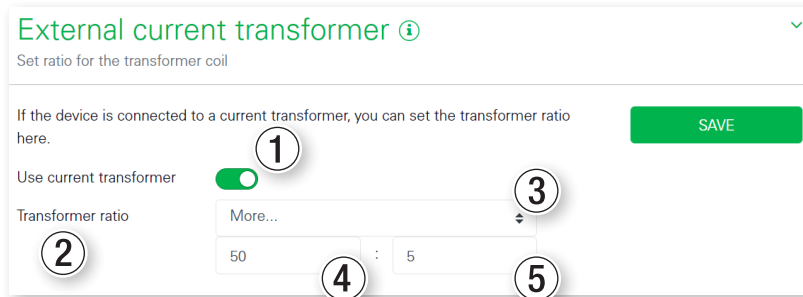 External current transformer
Set ratio for the transformer coil
If the device is connected to a current transformer, you can set the transformer ratio
here.
SAVE
1
Use current transformer
3
Transformer ratio
More...
2
50 : 5
4
5